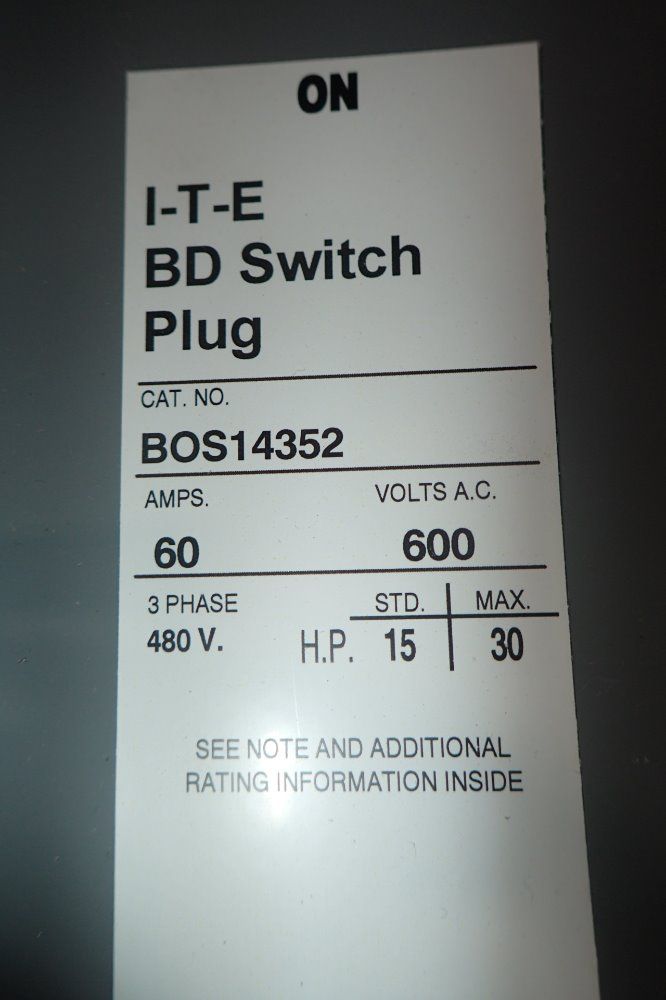 ON
I-T-E
BD Switch
Plug
CAT. NO.
BOS14352
AMPS. VOLTS A.C.
60 600
3 PHASE STD. MAX.
480 V. H.P. 15 30
SEE NOTE AND ADDITIONAL
RATING INFORMATION INSIDE